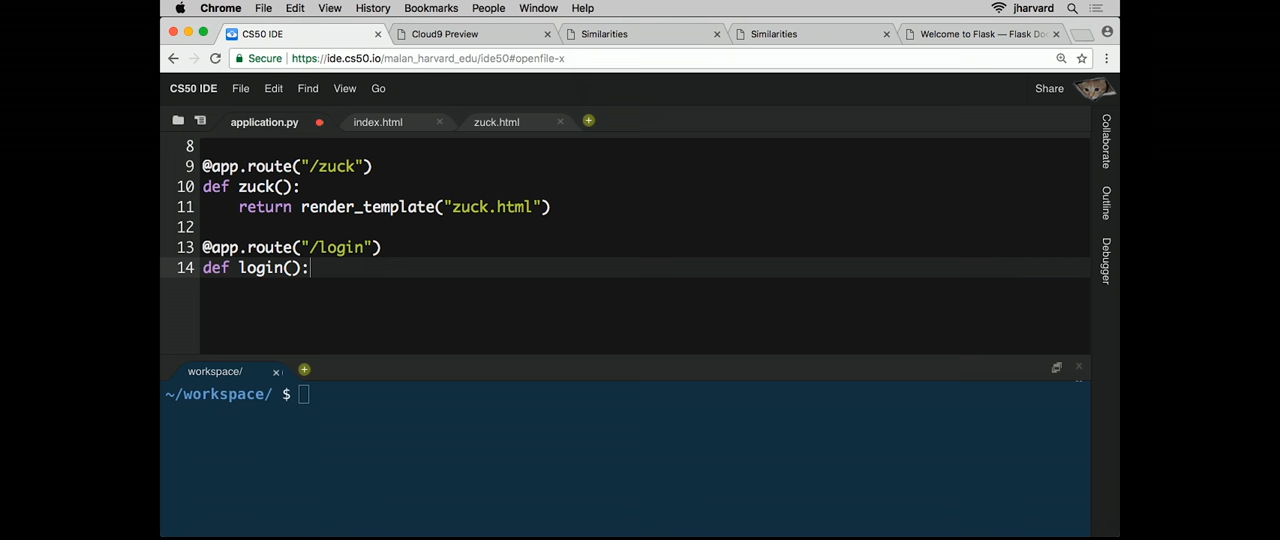 Chrome File Edit View History Bookmarks People Window Help jharvard
CS50 IDE Cloud9 Preview Similarities Similarities Welcome to Flask — Flask Do
Secure https://ide.cs50.io/malan_harvard_edu/ide50#openfile-x
CS50 IDE File Edit Find View Go Share
application.py index.html zuck.html
8
9 @app.route("/zuck")
10 def zuck():
11 return render_template("zuck.html")
12
13 @app.route("/login")
14 def login():
Collaborate
Outline
Debugger
workspace/
~/workspace/ $